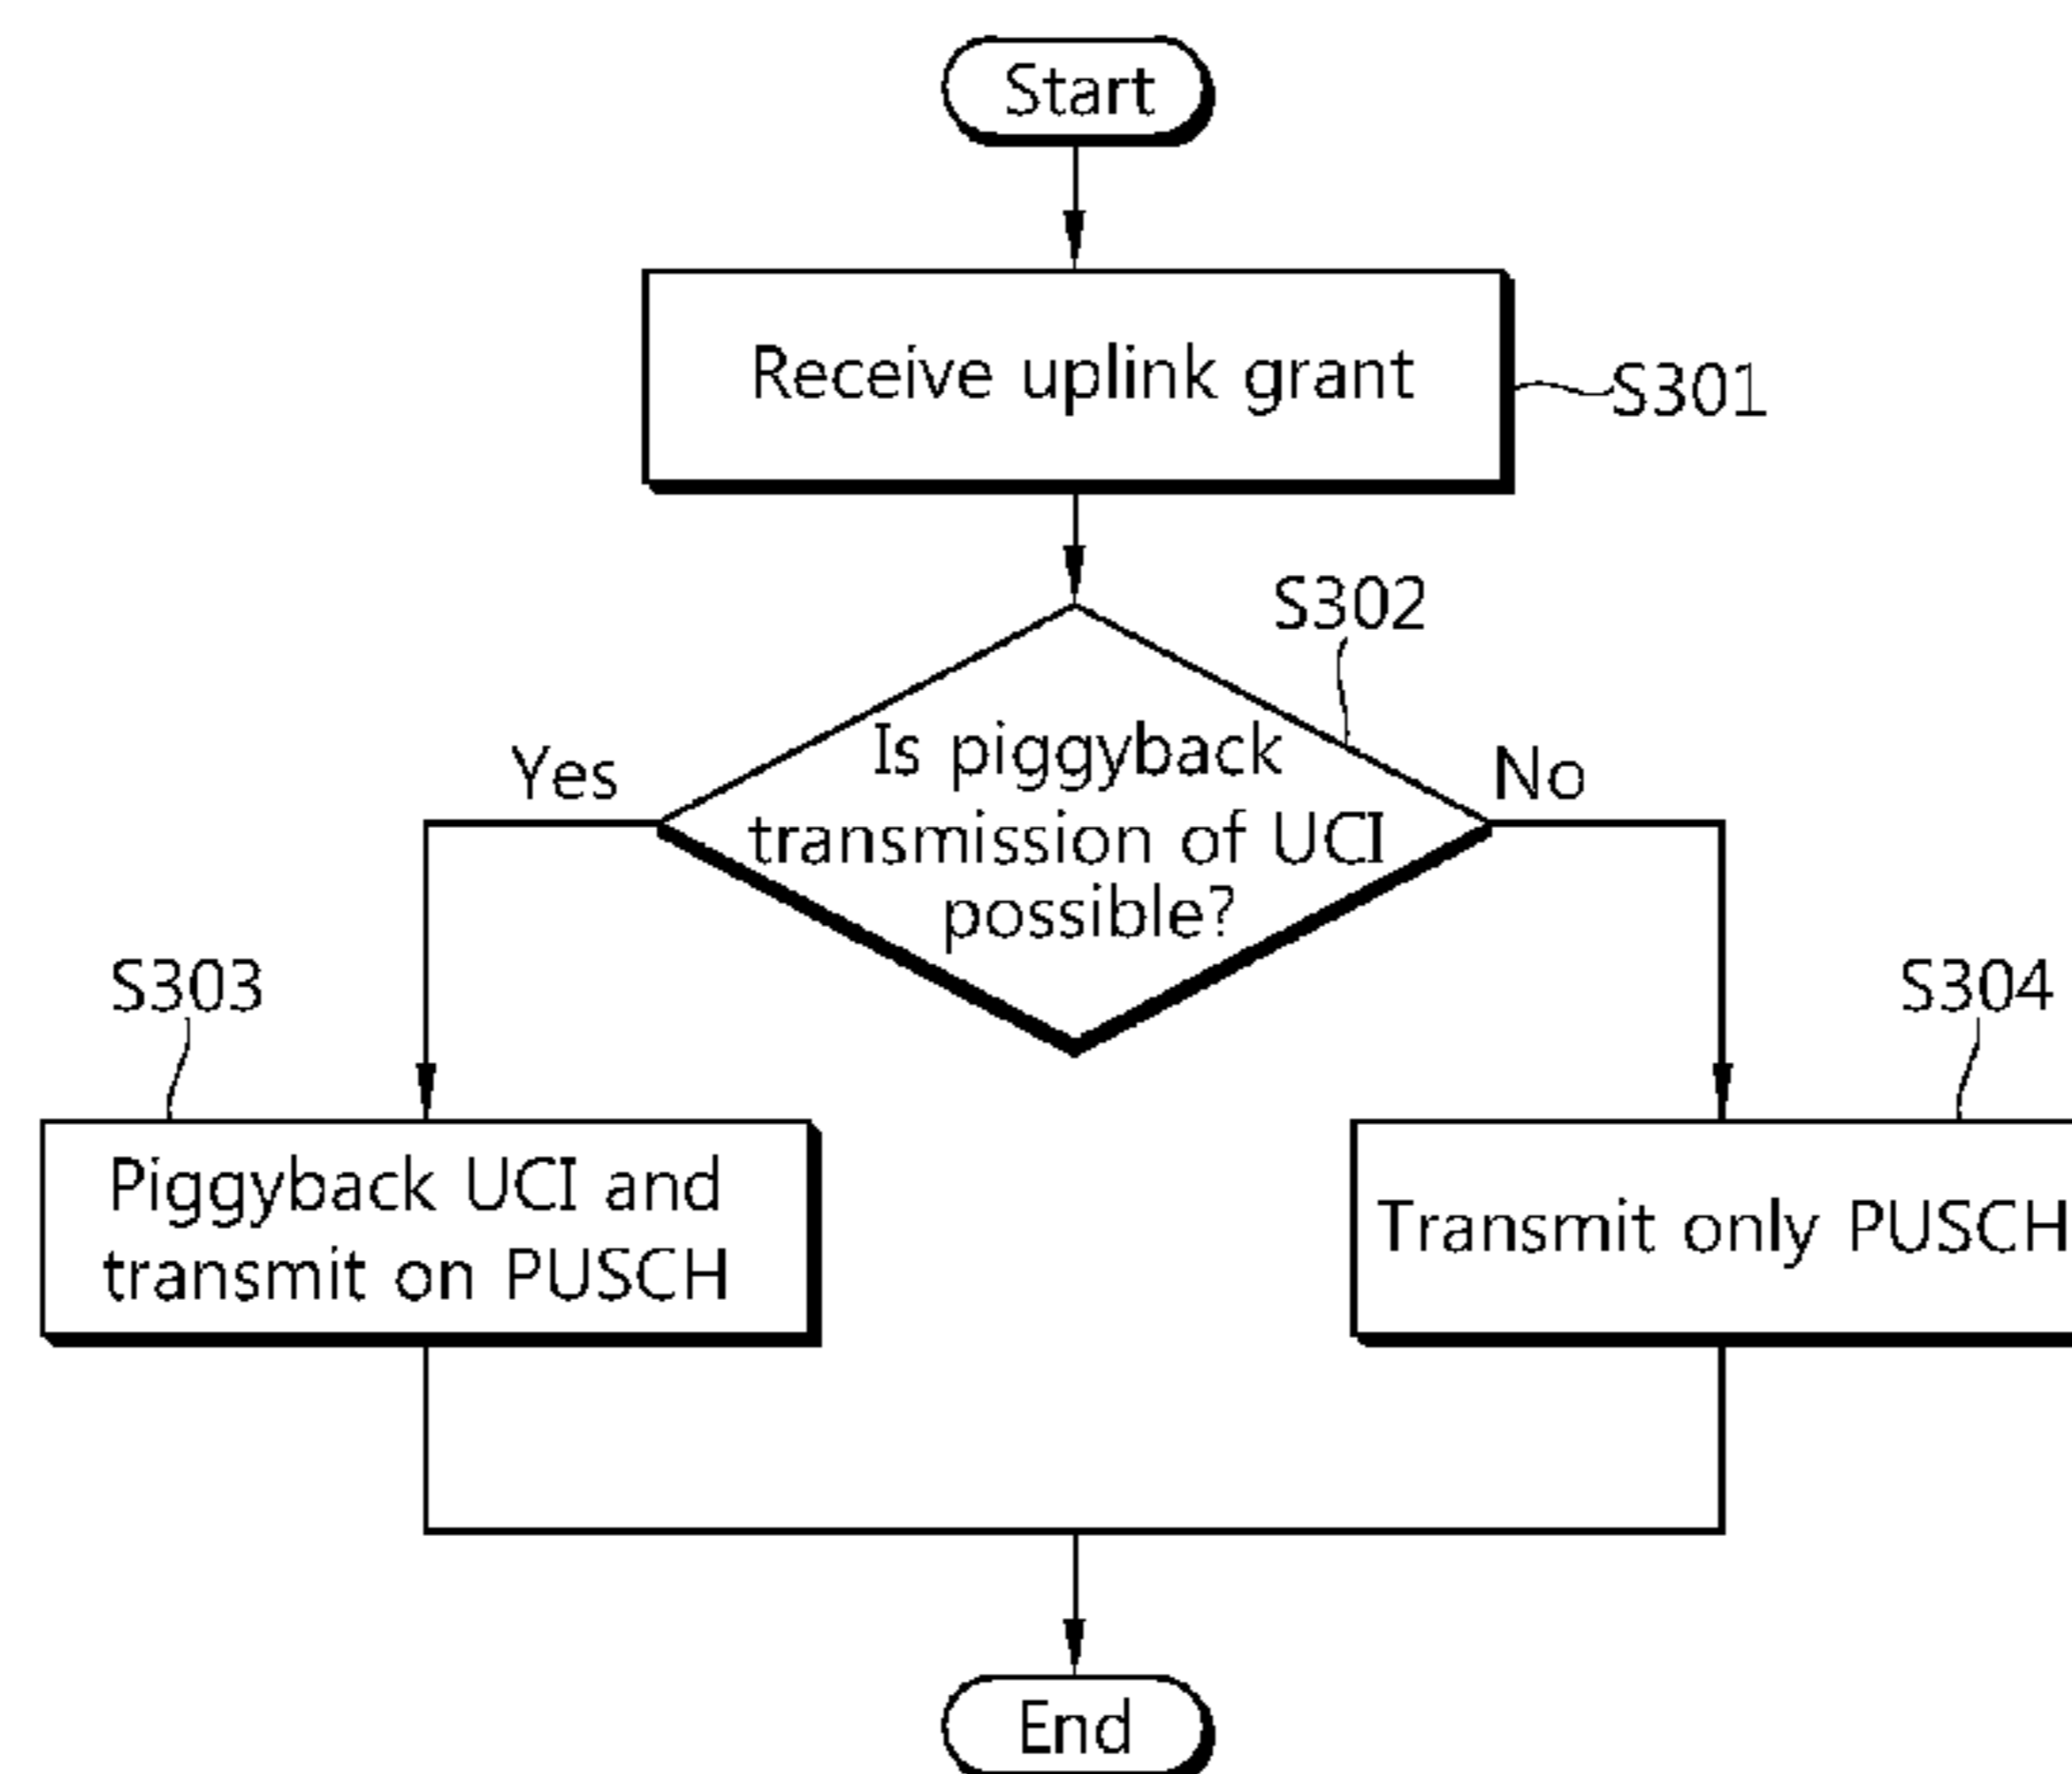 Start
Receive uplink grant
S301
S302
Is piggyback
transmission of UCI
possible?
Yes
No
S303
S304
Piggyback UCI and
transmit on PUSCH
Transmit only PUSCH
End